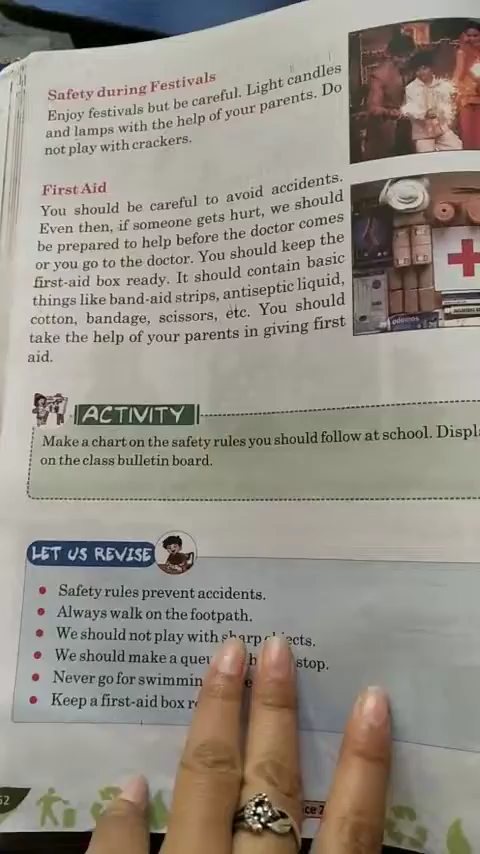 Safety during Festivals
Enjoy festivals but be careful. Light candles
and lamps with the help of your parents. Do
not play with crackers.
First Aid
You should be careful to avoid accidents.
Even then, if someone gets hurt, we should
be prepared to help before the doctor comes
or you go to the doctor. You should keep the
first-aid box ready. It should contain basic
things like band-aid strips, antiseptic liquid,
cotton, bandage, scissors, etc. You should
take the help of your parents in giving first
aid.
ACTIVITY
Make a chart on the safety rules you should follow at school. Displ
on the class bulletin board.
LET US REVISE
Safety rules prevent accidents.
Always walk on the footpath.
We should not play with sharp objects.
We should make a queue stop.
Never go for swimming
Keep a first-aid box